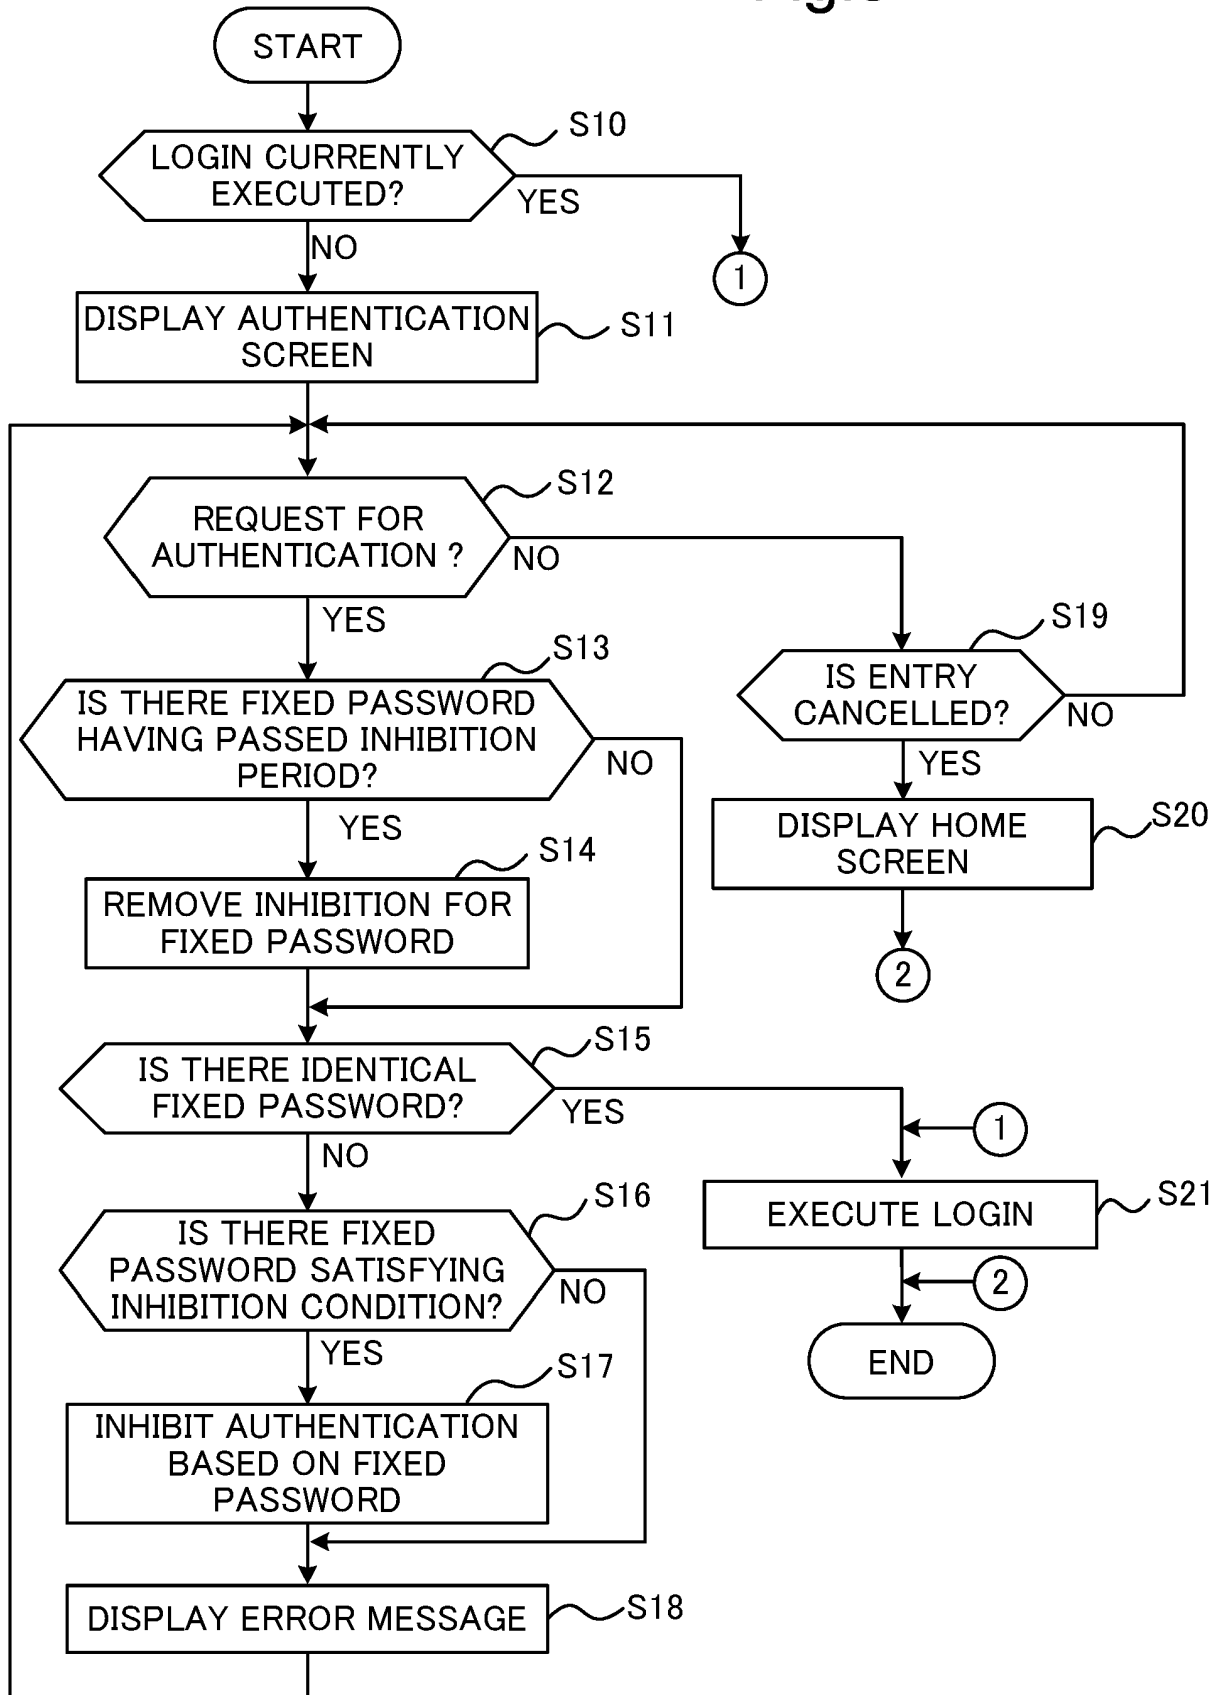 START
S10
LOGIN CURRENTLY
EXECUTED?
YES
NO
1
DISPLAY AUTHENTICATION
SCREEN
S11
S12
REQUEST FOR
AUTHENTICATION ?
NO
YES
S13
IS THERE FIXED PASSWORD
HAVING PASSED INHIBITION
PERIOD?
NO
YES
S19
IS ENTRY
CANCELLED?
NO
YES
S20
DISPLAY HOME
SCREEN
2
S14
REMOVE INHIBITION FOR
FIXED PASSWORD
S15
IS THERE IDENTICAL
FIXED PASSWORD?
YES
NO
1
S16
IS THERE FIXED
PASSWORD SATISFYING
INHIBITION CONDITION?
NO
YES
S21
EXECUTE LOGIN
2
END
S17
INHIBIT AUTHENTICATION
BASED ON FIXED
PASSWORD
DISPLAY ERROR MESSAGE
S18